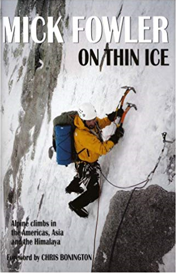 MICK FOWLER
ON THIN ICE
Alpine climbs in
the Americas, Asia
and the Himalaya
Foreword by CHRIS BONINGTON